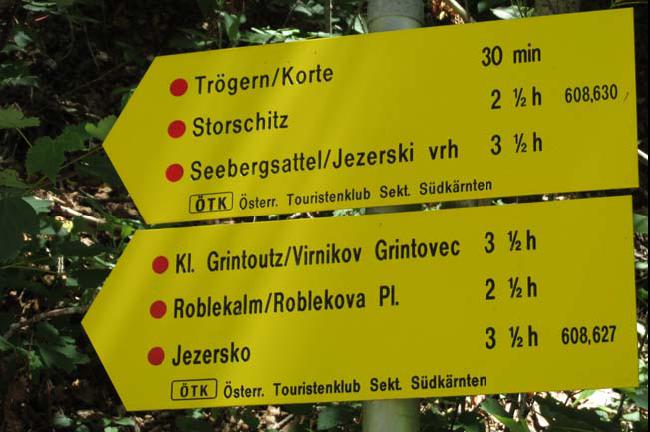 Trögern/Korte 30 min
Storschitz 2 ½ h 608,630
Seebergsattel/Jezerski vrh 3 ½ h
ÖTK Österr. Touristenklub Sekt. Südkärnten
Kl. Grintoutz/Virnikov Grintovec 3 ½ h
Roblekalm/Roblekova Pl. 2 ½ h
Jezersko 3 ½ h 608,627
ÖTK Österr. Touristenklub Sekt. Südkärnten